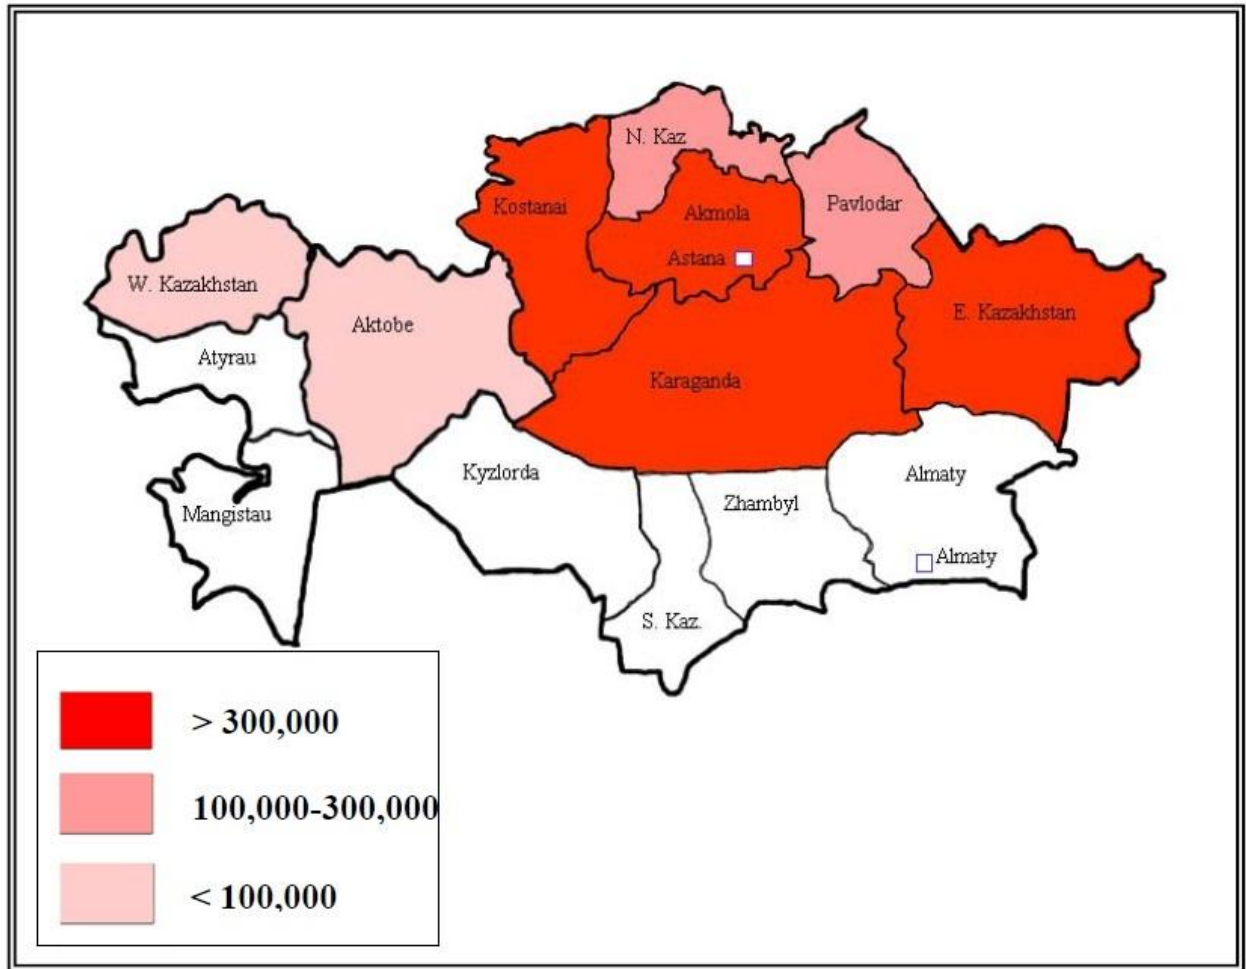 N. Kaz
Kostanai
Akmola
Pavlodar
Astana
W. Kazakhstan
Aktobe
E. Kazakhstan
Atyrau
Karaganda
Kyzlorda
Almaty
Mangistau
Zhambyl
Almaty
S. Kaz.
> 300,000
100,000-300,000
< 100,000